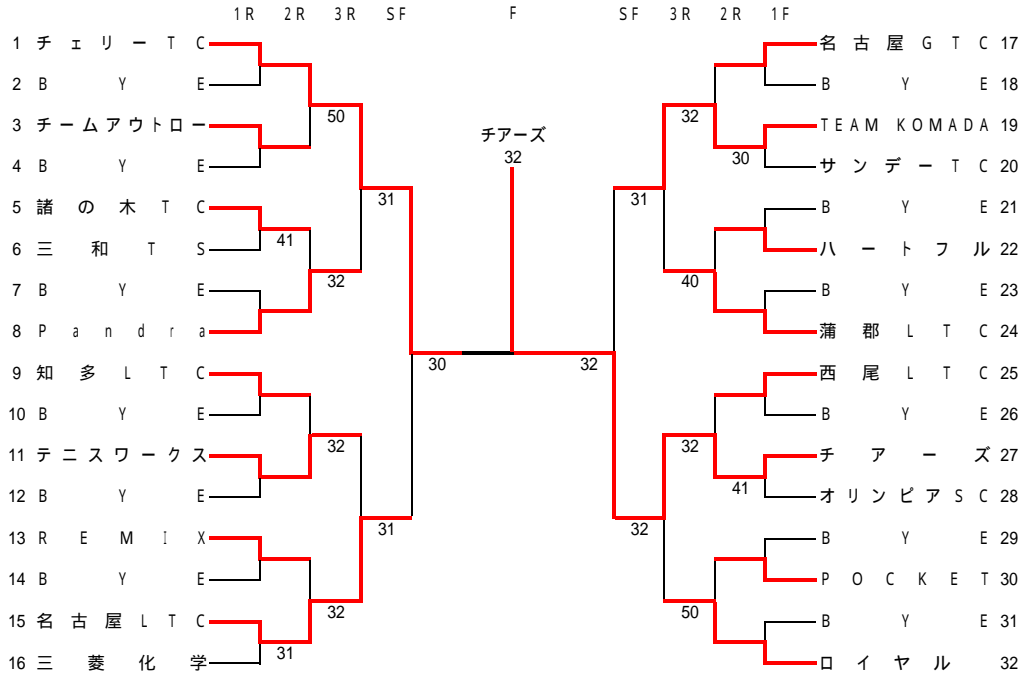 1R 2R 3R SF F SF 3R 2R 1F
1 チェリーTC 名古屋GTC 17
2 BYE BYE 18
50 32
3 チームアウトロー TEAM KOMADA 19
チアーズ
32 30
4 BYE サンデーTC 20
31 31
5 諸の木TC BYE 21
41
6 三和TS ハートフル 22
32 40
7 BYE BYE 23
8 Pandra 蒲郡LTC 24
30 32
9 知多LTC 西尾LTC 25
10 BYE BYE 26
32 32
11 テニスワークス チアーズ 27
41
12 BYE オリンピアSC 28
31 32
13 REMIX BYE 29
14 BYE POCKET 30
32 50
15 名古屋LTC BYE 31
31
16 三菱化学 ロイヤル 32